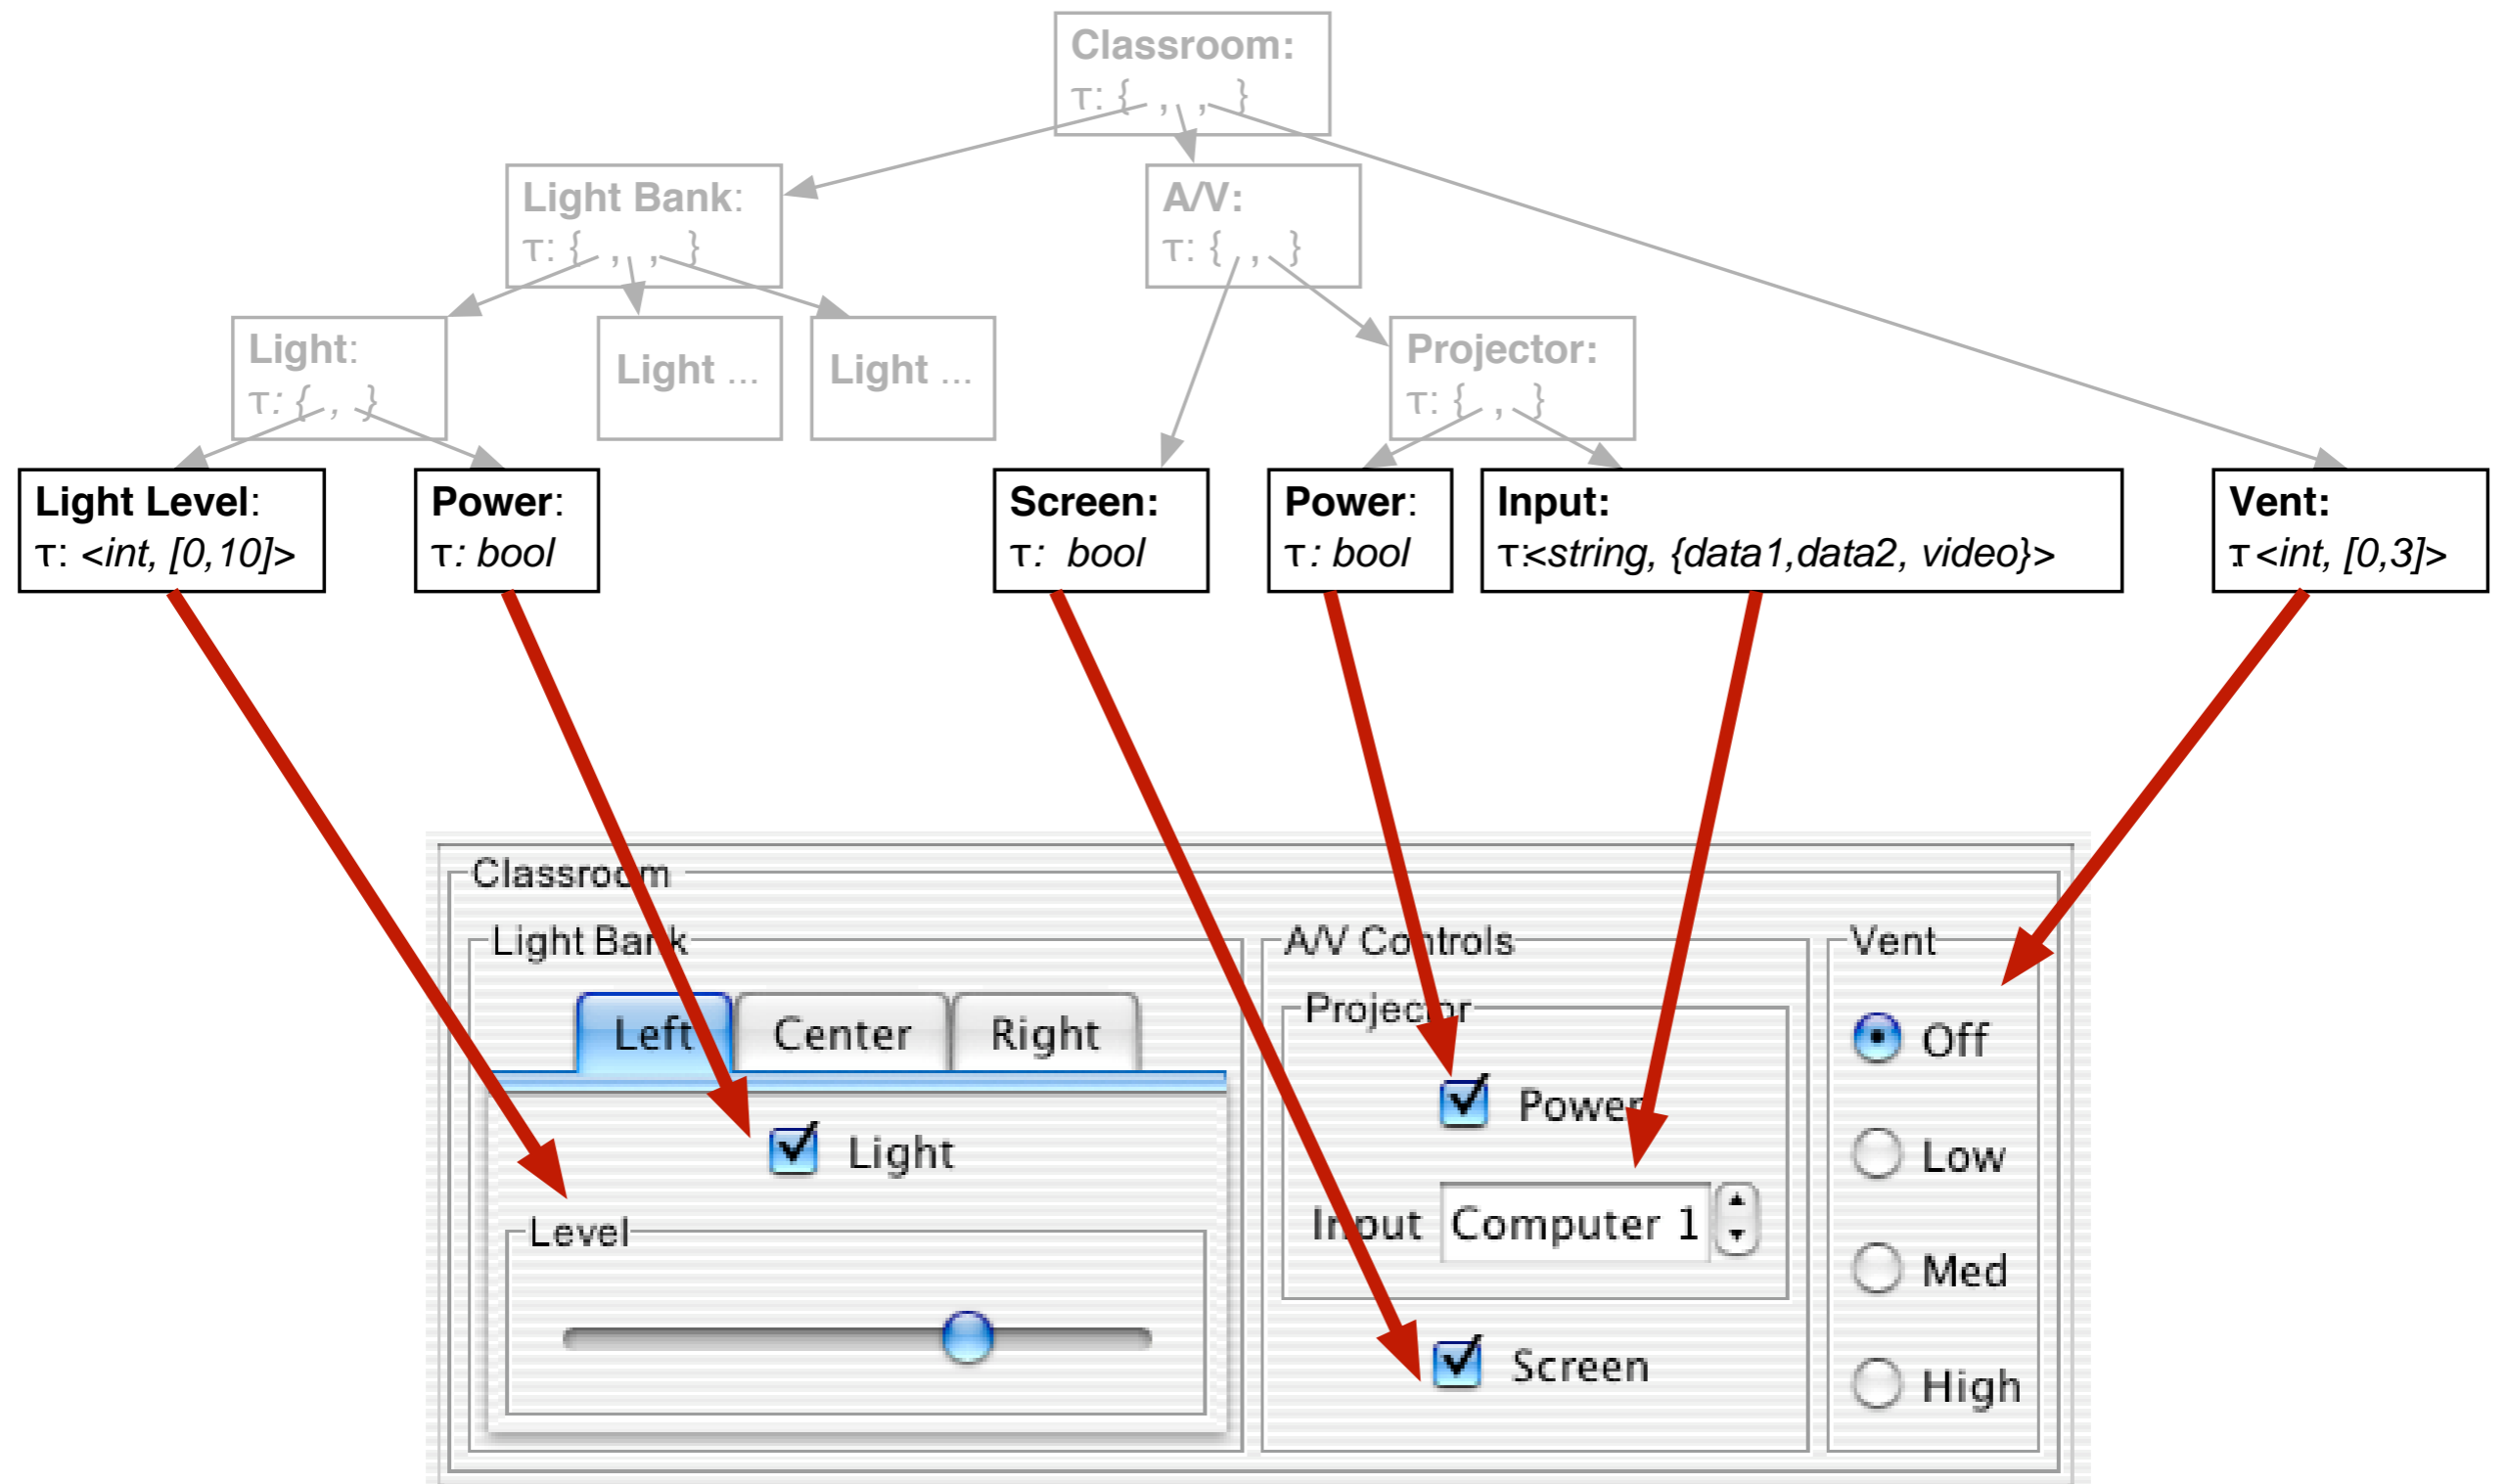 Classroom:
τ: { , , }
Light Bank:
τ: { , , }
A/V:
τ: { , }
Light:
τ: { , }
Light ...
Light ...
Projector:
τ: { , }
Light Level:
τ: <int, [0,10]>
Power:
τ: bool
Screen:
τ: bool
Power:
τ: bool
Input:
τ:<string, {data1,data2, video}>
Vent:
τ: <int, [0,3]>
Classroom
Light Bank
Left
Center
Right
Light
Level
A/V Controls
Projector
Power
Input
Computer 1
Screen
Vent
Off
Low
Med
High